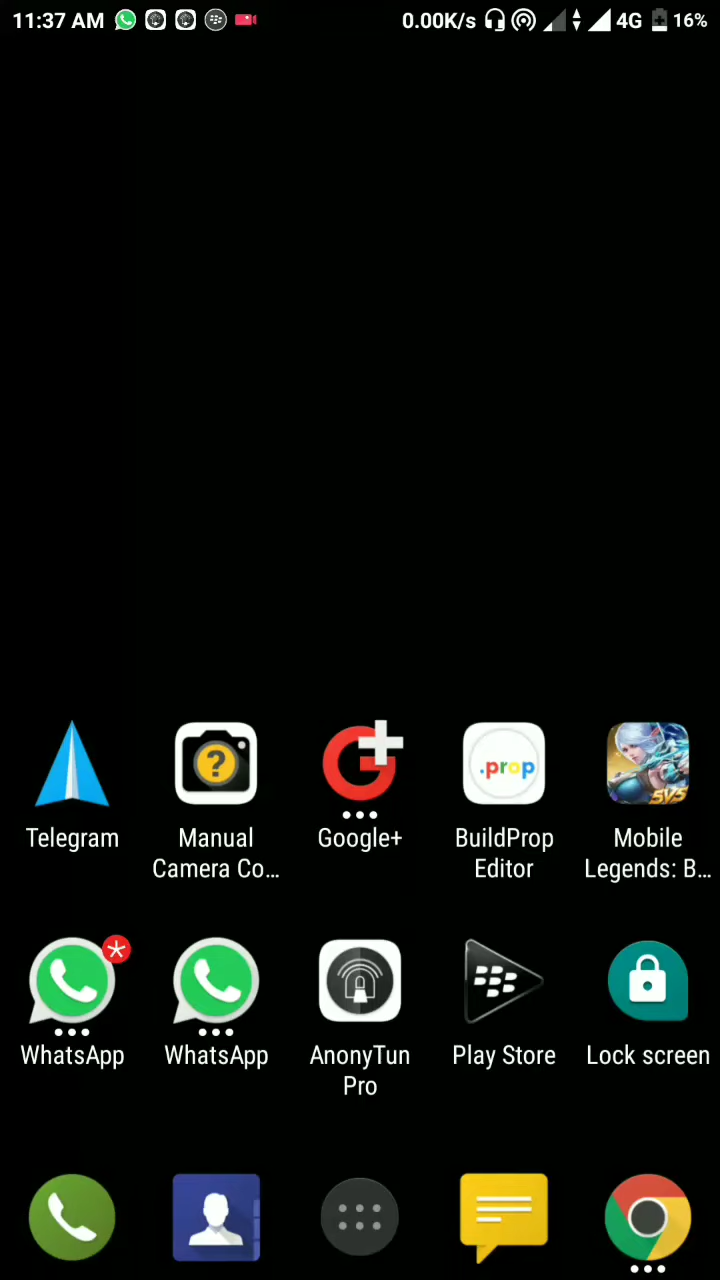 11:37 AM 0.00K/s 4G 16%
.prop
5V5
Telegram
Manual
Camera Co...
Google+
BuildProp
Editor
Mobile
Legends: B...
WhatsApp
WhatsApp
AnonyTun
Pro
Play Store
Lock screen